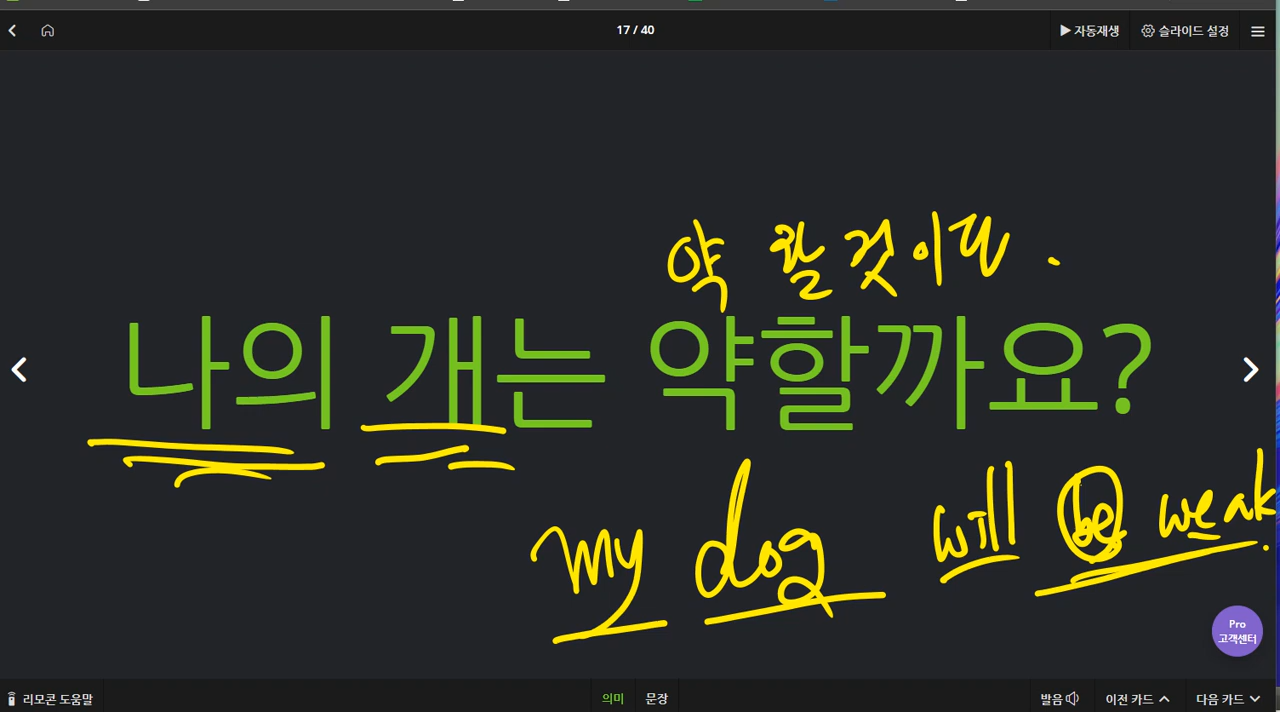 17 / 40
▶ 자동재생
슬라이드 설정
약 할 것이다.
나의 개는 약할까요?
my dog will be weak.
Pro
고객센터
리모콘 도움말
의미
문장
발음
이전 카드
다음 카드